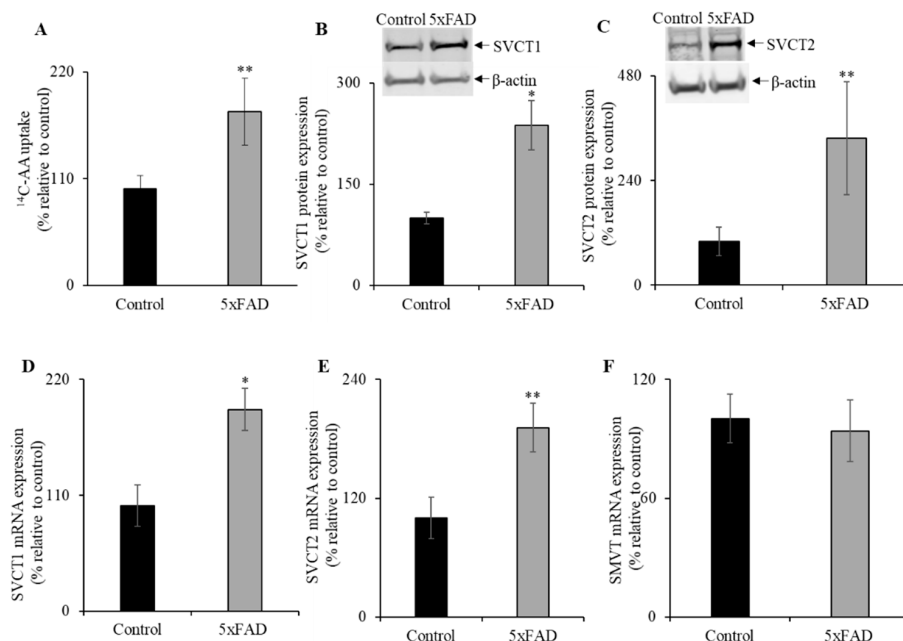 A
¹⁴C-AA uptake
(% relative to control)
220
110
0
**
Control
5xFAD
B
Control 5xFAD
SVCT1
β-actin
SVCT1 protein expression
(% relative to control)
300
150
0
*
Control
5xFAD
C
Control 5xFAD
SVCT2
β-actin
SVCT2 protein expression
(% relative to control)
480
240
0
**
Control
5xFAD
D
SVCT1 mRNA expression
(% relative to control)
220
110
0
*
Control
5xFAD
E
SVCT2 mRNA expression
(% relative to control)
240
120
0
**
Control
5xFAD
F
SMVT mRNA expression
(% relative to control)
120
60
0
Control
5xFAD